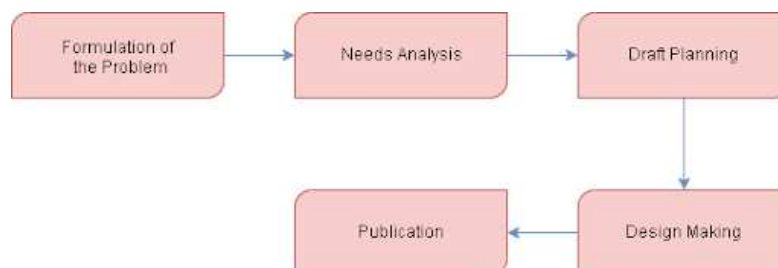 Formulation of
the Problem
Needs Analysis
Draft Planning
Design Making
Publication